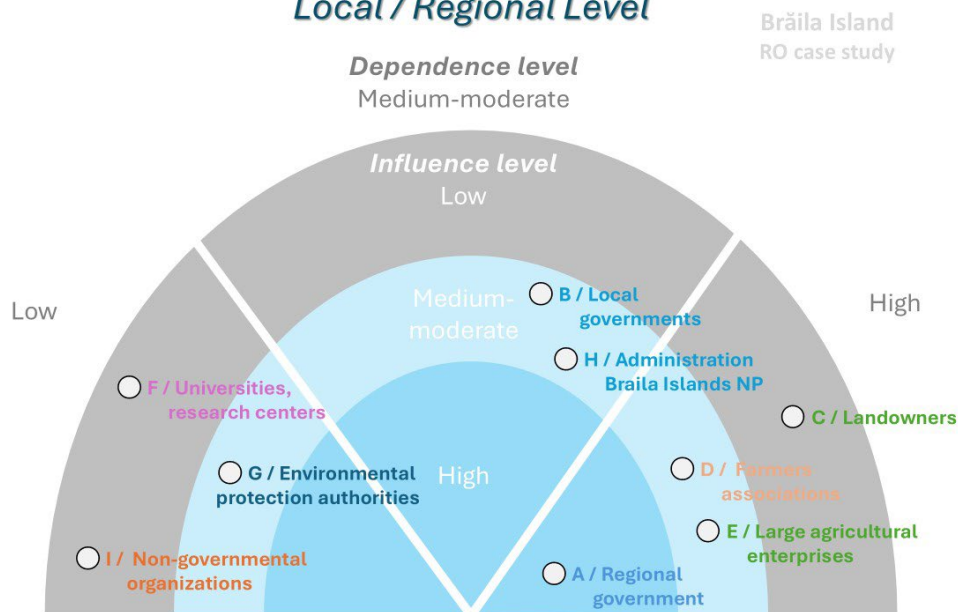 Local / Regional Level
Brăila Island
RO case study
Dependence level
Medium-moderate
Influence level
Low
Low
High
Medium-
moderate
High
B / Local
governments
H / Administration
Braila Islands NP
F / Universities,
research centers
C / Landowners
G / Environmental
protection authorities
D / Farmers
associations
E / Large agricultural
enterprises
I / Non-governmental
organizations
A / Regional
government